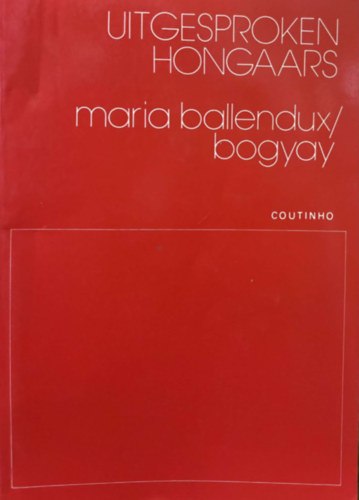 UITGESPROKEN
HONGAARS
maria ballendux/
bogyay
COUTINHO